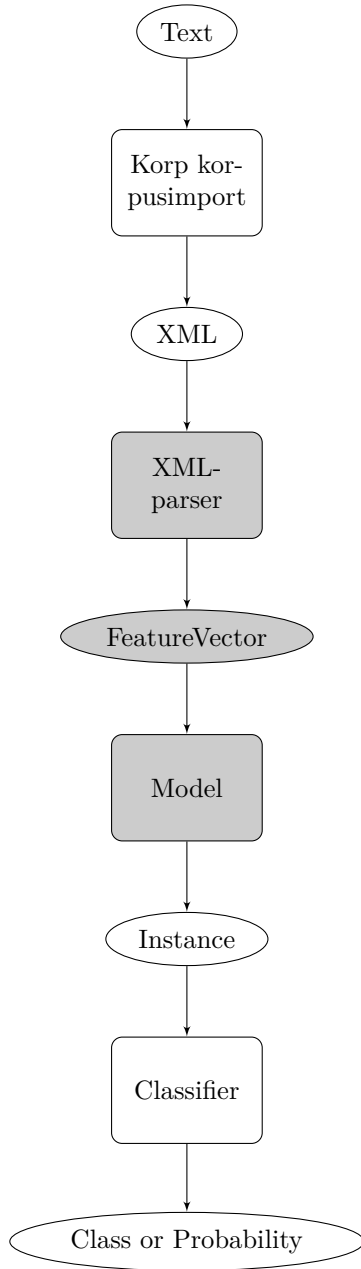 Text
Korp kor-
pusimport
XML
XML-
parser
FeatureVector
Model
Instance
Classifier
Class or Probability